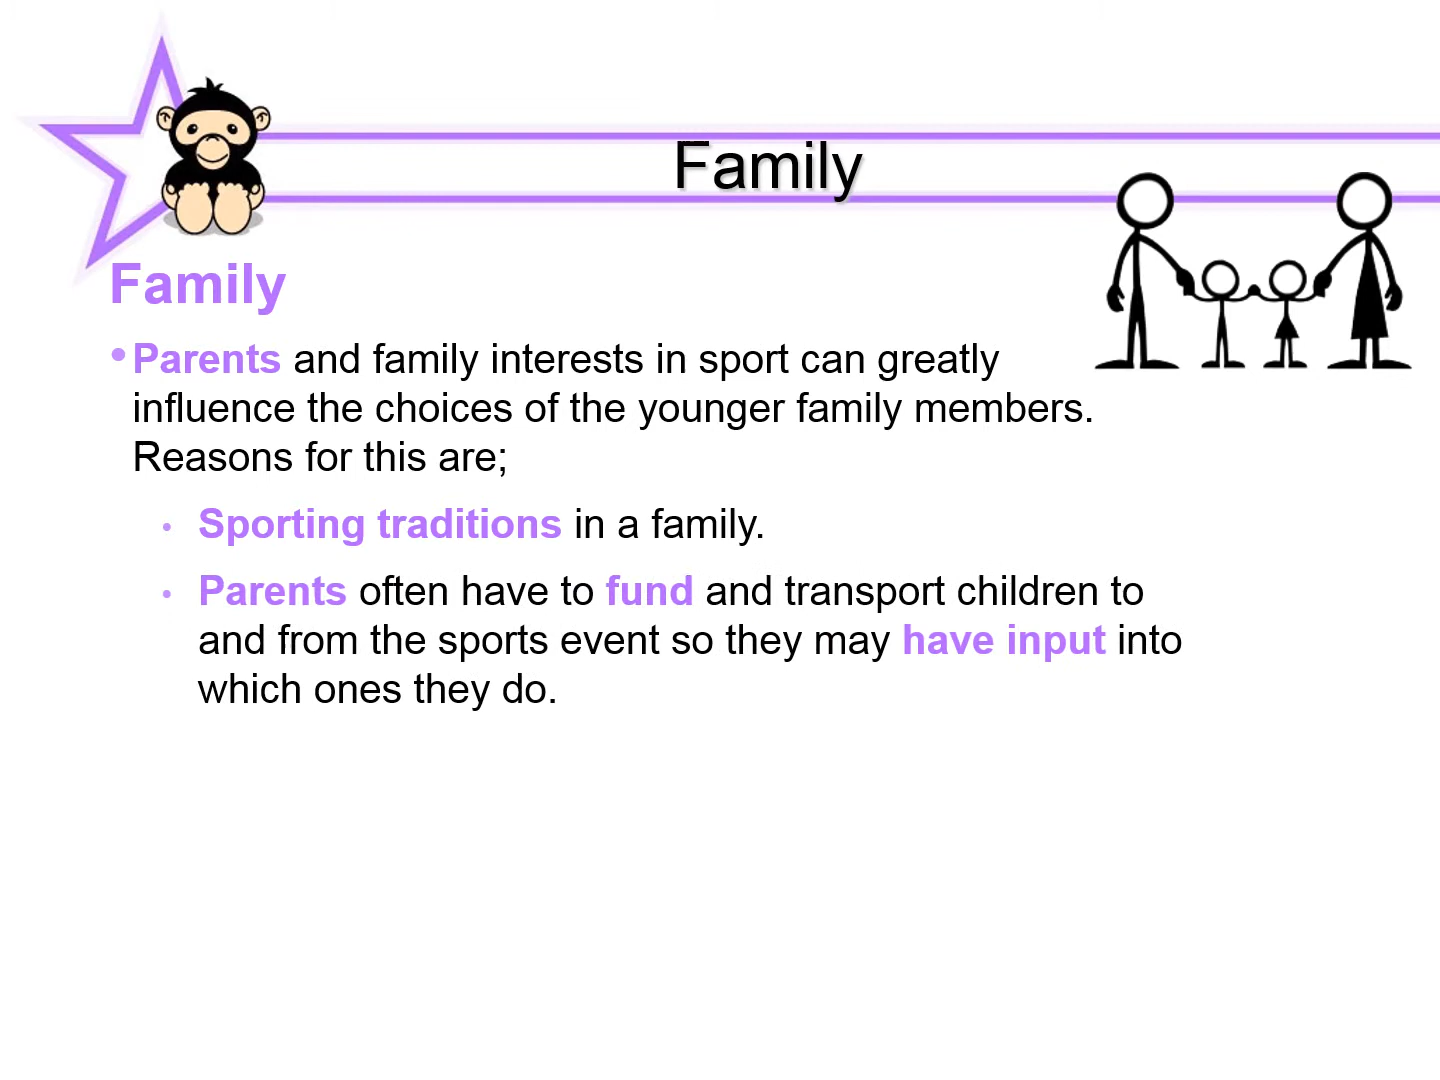 Family
Family
• Parents and family interests in sport can greatly
influence the choices of the younger family members.
Reasons for this are;
• Sporting traditions in a family.
• Parents often have to fund and transport children to
and from the sports event so they may have input into
which ones they do.